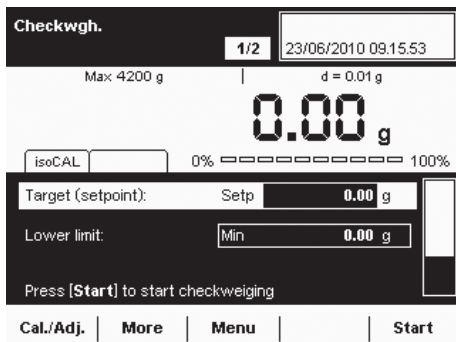 Checkwgh.
1/2 23/06/2010 09.15.53
Max 4200 g d = 0.01 g
0.00 g
isoCAL 0% 100%
Target (setpoint): Setp 0.00 g
Lower limit: Min 0.00 g
Press [Start] to start checkweiging
Cal./Adj. More Menu Start